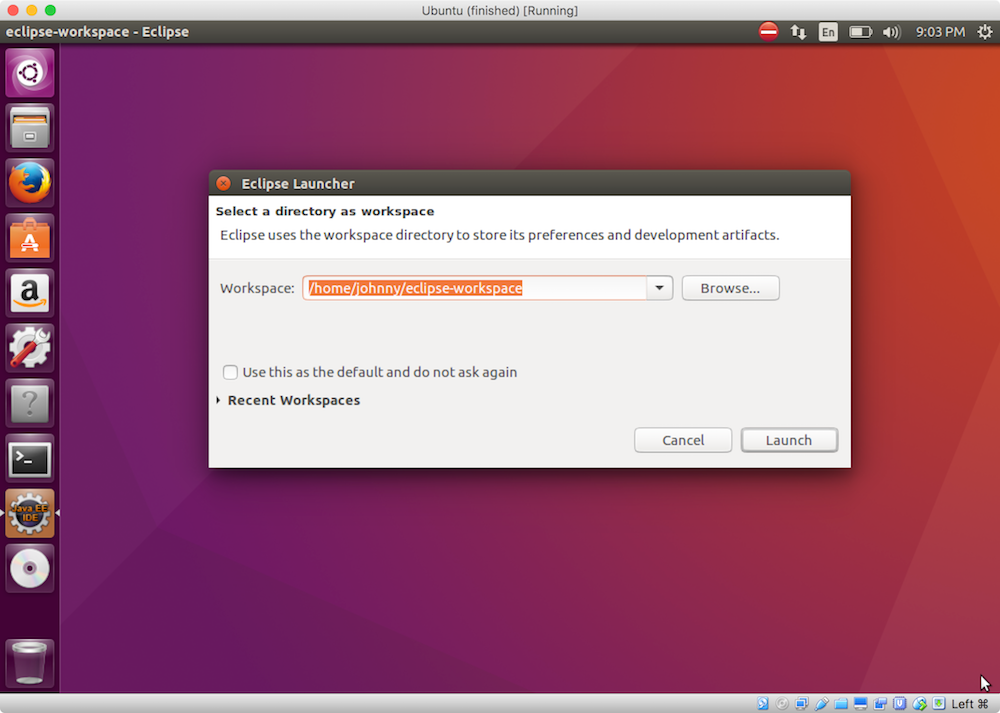 Ubuntu (finished) [Running]
eclipse-workspace - Eclipse
En
9:03 PM
Eclipse Launcher
Select a directory as workspace
Eclipse uses the workspace directory to store its preferences and development artifacts.
Workspace: /home/johnny/eclipse-workspace Browse...
Use this as the default and do not ask again
Recent Workspaces
Cancel Launch
a
?
>_
Java EE
IDE
Left ⌘